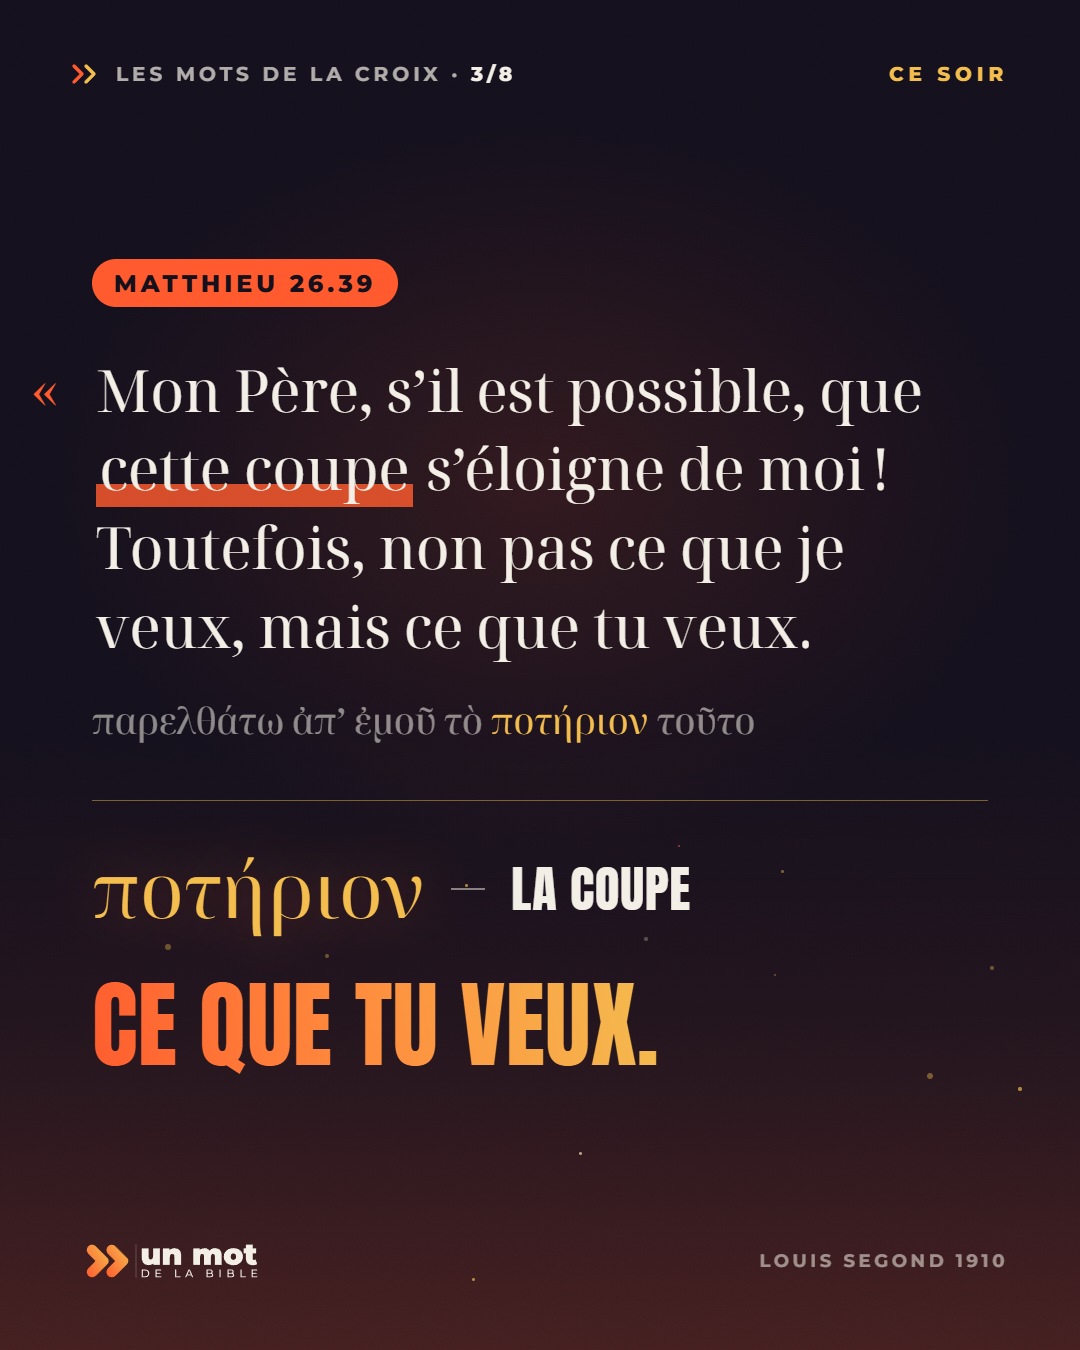 LES MOTS DE LA CROIX · 3/8
CE SOIR
MATTHIEU 26.39
« Mon Père, s’il est possible, que
cette coupe s’éloigne de moi !
Toutefois, non pas ce que je
veux, mais ce que tu veux.
παρελθάτω ἀπ’ ἐμοῦ τὸ ποτήριον τοῦτο
ποτήριον — LA COUPE
CE QUE TU VEUX.
un mot
DE LA BIBLE
LOUIS SEGOND 1910